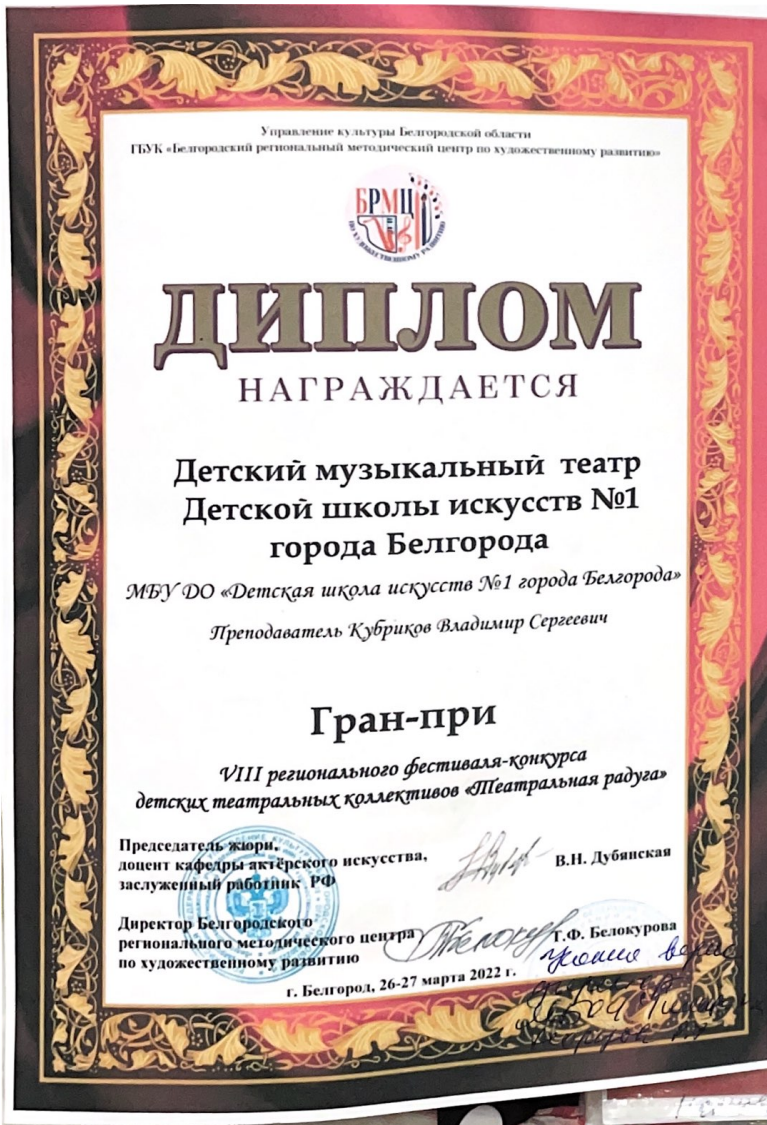 Управление культуры Белгородской области
ГБУК «Белгородский региональный методический центр по художественному развитию»
БРМЦ
ПО ХУДОЖЕСТВЕННОМУ РАЗВИТИЮ
ДИПЛОМ
НАГРАЖДАЕТСЯ
Детский музыкальный театр
Детской школы искусств №1
города Белгорода
МБУ ДО «Детская школа искусств №1 города Белгорода»
Преподаватель Кубриков Владимир Сергеевич
Гран-при
VIII регионального фестиваля-конкурса
детских театральных коллективов «Театральная радуга»
Председатель жюри,
доцент кафедры актёрского искусства,
заслуженный работник РФ
В.Н. Дубянская
Директор Белгородского
регионального методического центра
по художественному развитию
Т.Ф. Белокурова
г. Белгород, 26-27 марта 2022 г.